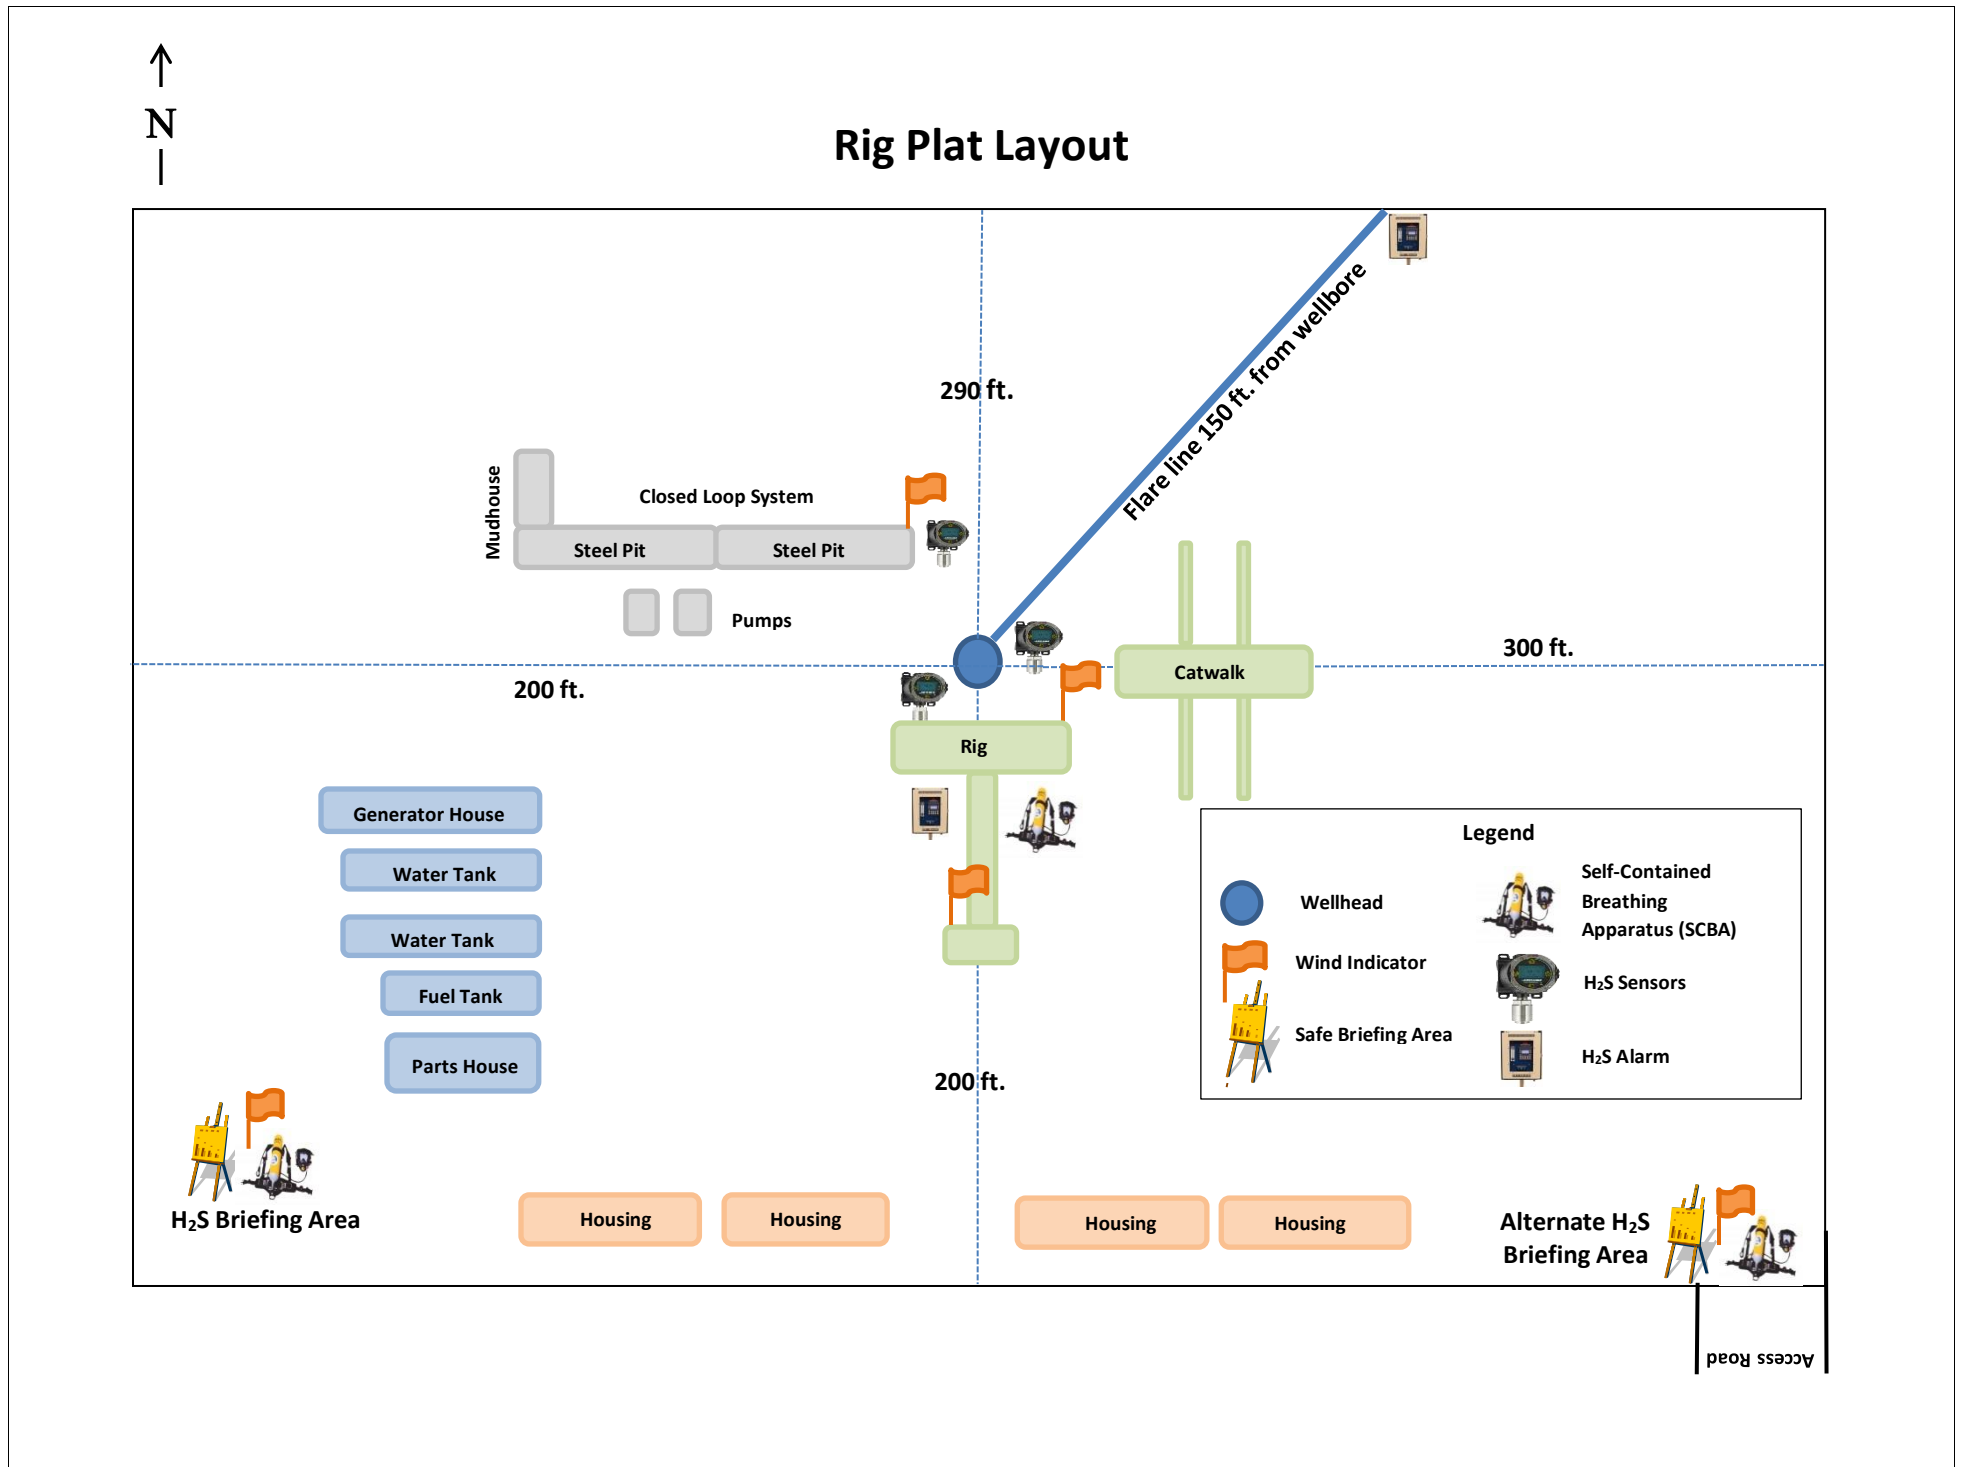 N
Rig Plat Layout
Flare line 150 ft. from wellbore
290 ft.
Mudhouse
Closed Loop System
Steel Pit
Steel Pit
Pumps
300 ft.
200 ft.
Catwalk
Rig
Generator House
Water Tank
Water Tank
Fuel Tank
Parts House
200 ft.
Legend
Wellhead
Wind Indicator
Safe Briefing Area
Self-Contained
Breathing
Apparatus (SCBA)
H₂S Sensors
H₂S Alarm
H₂S Briefing Area
Housing
Housing
Housing
Housing
Alternate H₂S
Briefing Area
Access Road